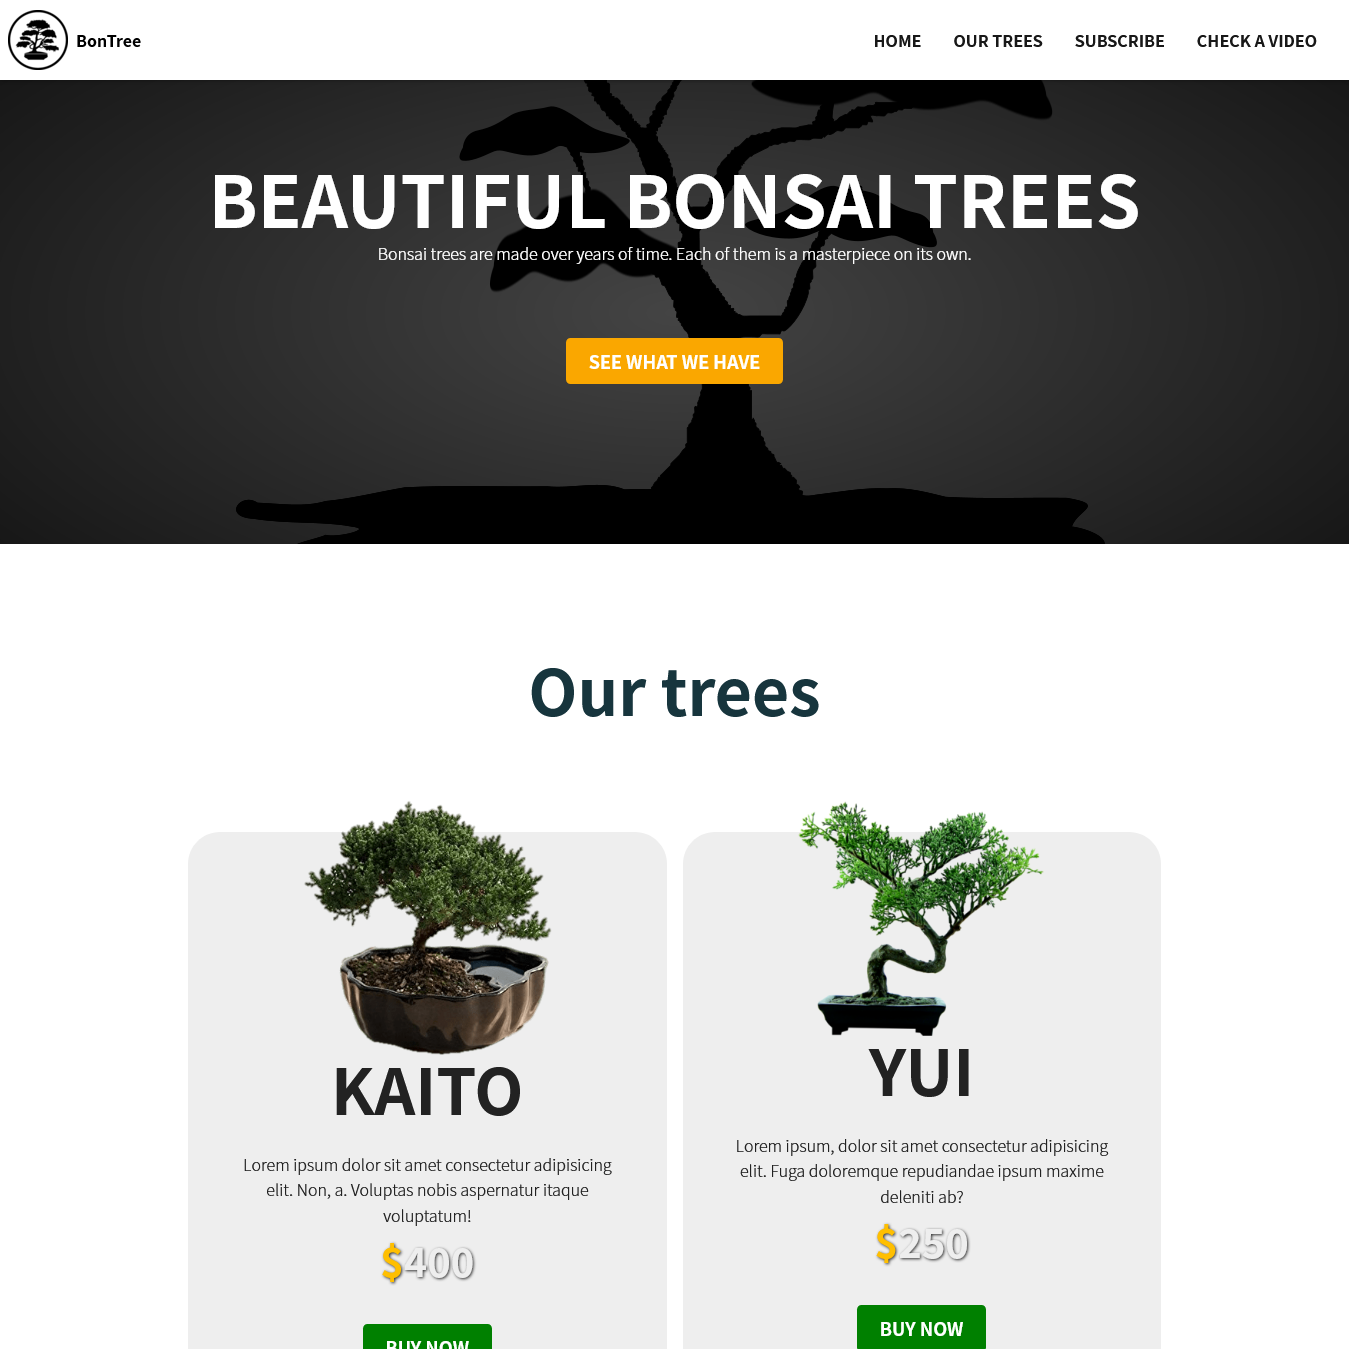 BonTree
HOME
OUR TREES
SUBSCRIBE
CHECK A VIDEO
BEAUTIFUL BONSAI TREES
Bonsai trees are made over years of time. Each of them is a masterpiece on its own.
SEE WHAT WE HAVE
Our trees
KAITO
Lorem ipsum dolor sit amet consectetur adipisicing
elit. Non, a. Voluptas nobis aspernatur itaque
voluptatum!
$400
BUY NOW
YUI
Lorem ipsum, dolor sit amet consectetur adipisicing
elit. Fuga doloremque repudiandae ipsum maxime
deleniti ab?
$250
BUY NOW